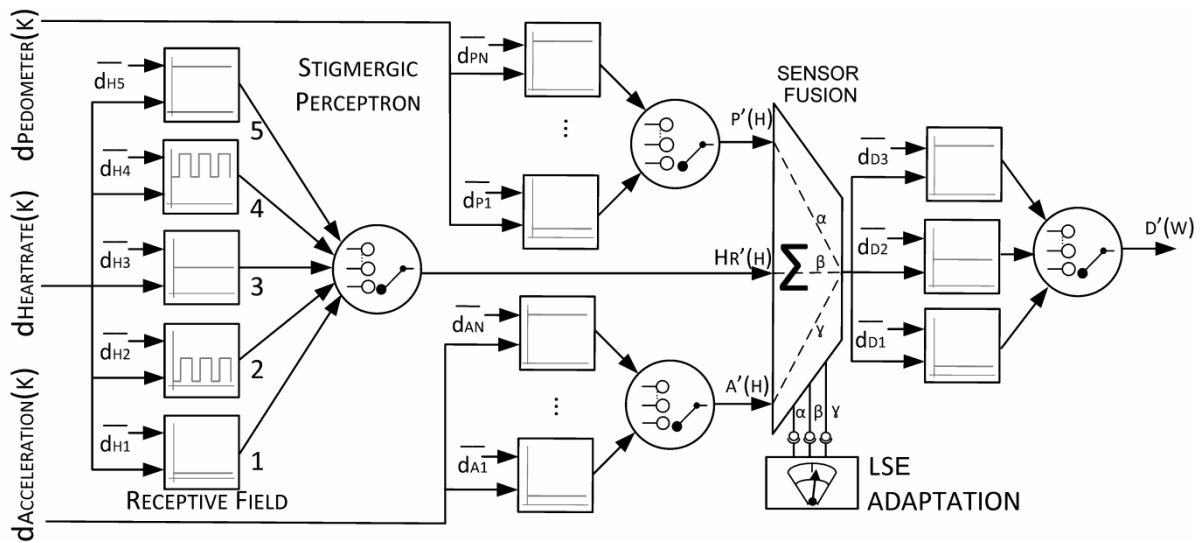 dPEDOMETER(K)
dHEARTRATE(K)
dACCELERATION(K)
dH5
5
dH4
4
dH3
3
dH2
2
dH1
1
RECEPTIVE FIELD
STIGMERGIC
PERCEPTRON
dPN
...
dP1
P'(H)
HR'(H)
dAN
...
dA1
A'(H)
SENSOR
FUSION
Σ
α
β
γ
α β γ
LSE
ADAPTATION
dD3
dD2
dD1
D'(W)